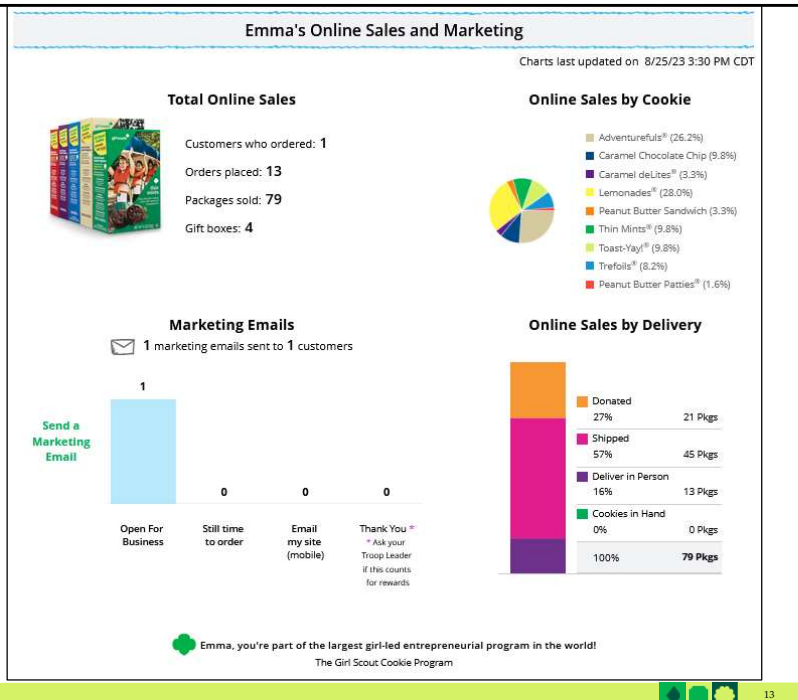 Emma's Online Sales and Marketing
Charts last updated on 8/25/23 3:30 PM CDT
Total Online Sales
Customers who ordered: 1
Orders placed: 13
Packages sold: 79
Gift boxes: 4
Online Sales by Cookie
Adventurefuls® (26.2%)
Caramel Chocolate Chip (9.8%)
Caramel deLites® (3.3%)
Lemonades® (28.0%)
Peanut Butter Sandwich (3.3%)
Thin Mints® (9.8%)
Toast-Yay!® (9.8%)
Trefoils® (8.2%)
Peanut Butter Patties® (1.6%)
Marketing Emails
1 marketing emails sent to 1 customers
Send a
Marketing
Email
1
0
0
0
Open For
Business
Still time
to order
Email
my site
(mobile)
Thank You *
* Ask your
Troop Leader
if this counts
for rewards
Online Sales by Delivery
Donated
27% 21 Pkgs
Shipped
57% 45 Pkgs
Deliver in Person
16% 13 Pkgs
Cookies in Hand
0% 0 Pkgs
100% 79 Pkgs
Emma, you're part of the largest girl-led entrepreneurial program in the world!
The Girl Scout Cookie Program
13